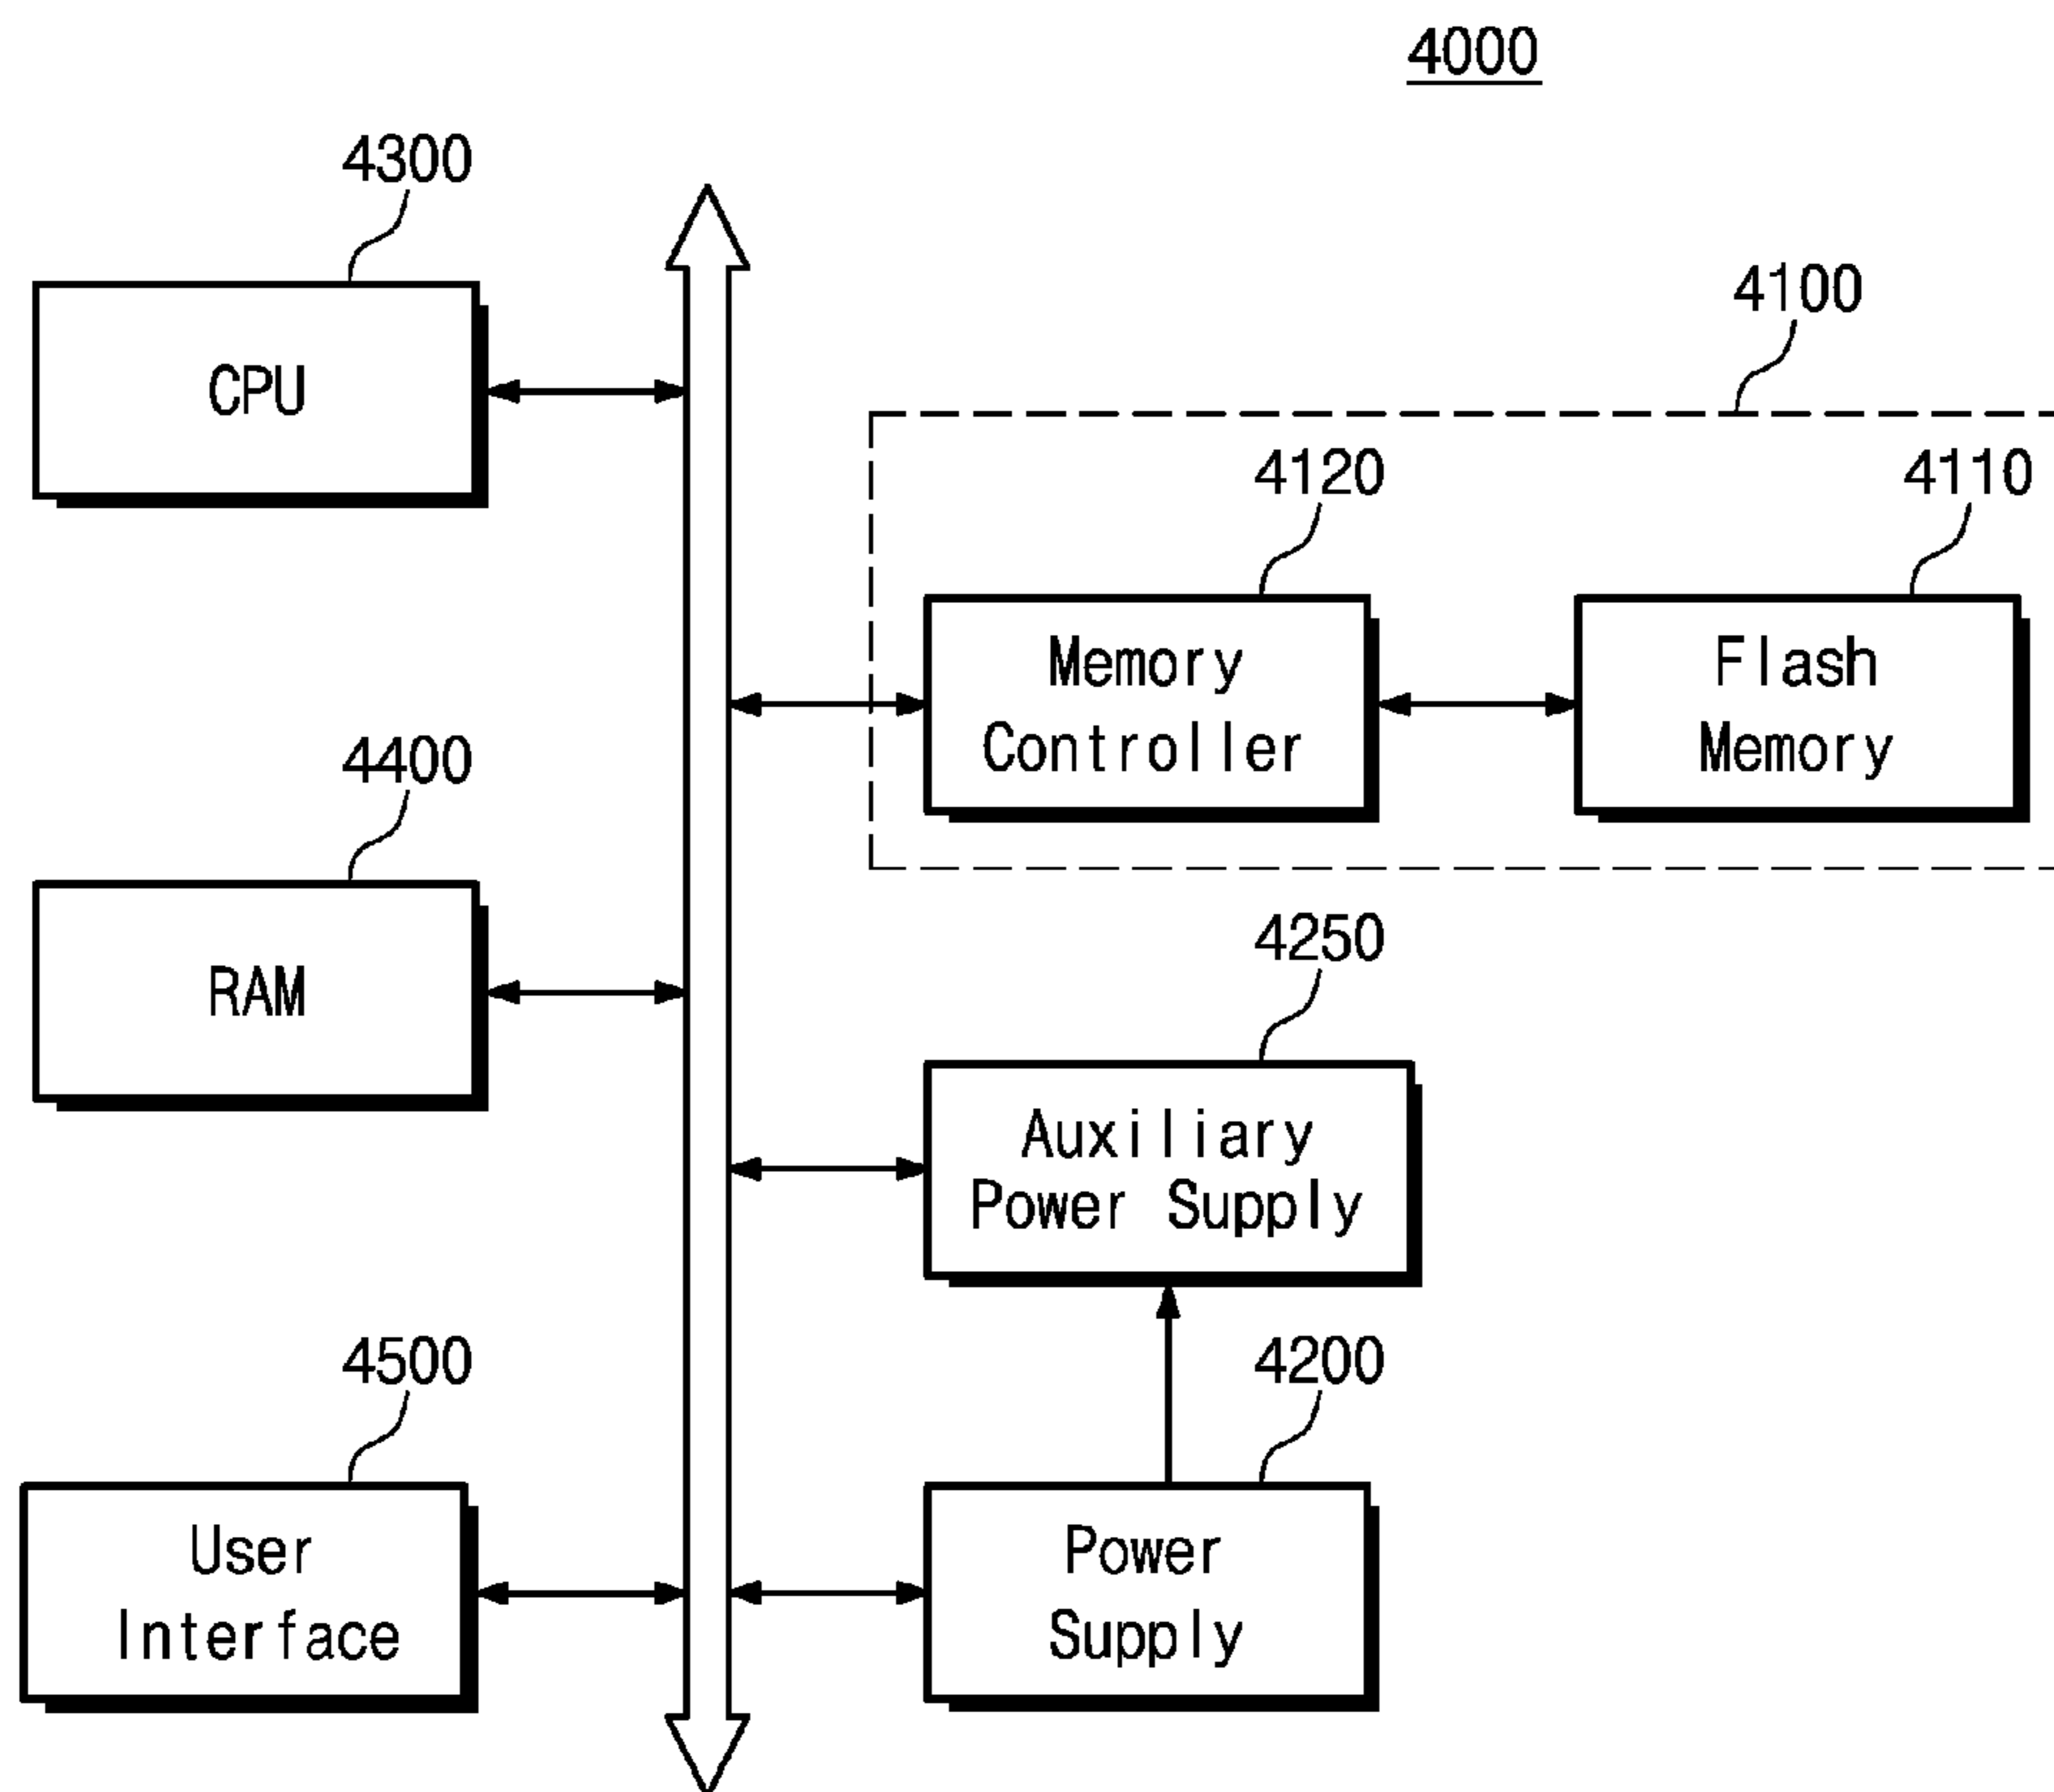 4000
4300
CPU
4100
4120
4110
Memory
Controller
Flash
Memory
4400
RAM
4250
Auxiliary
Power Supply
4500
User
Interface
4200
Power
Supply